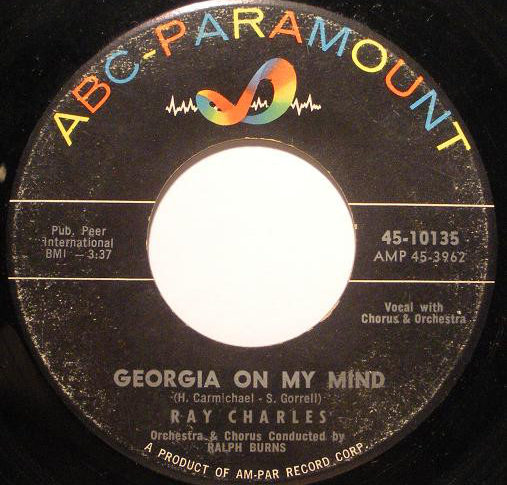 ABC-PARAMOUNT
Pub. Peer
International
BMI - 3:37
45-10135
AMP 45-3962
Vocal with
Chorus & Orchestra
GEORGIA ON MY MIND
(H. Carmichael - S. Gorrell)
RAY CHARLES
Orchestra & Chorus Conducted by
RALPH BURNS
A PRODUCT OF AM-PAR RECORD CORP.